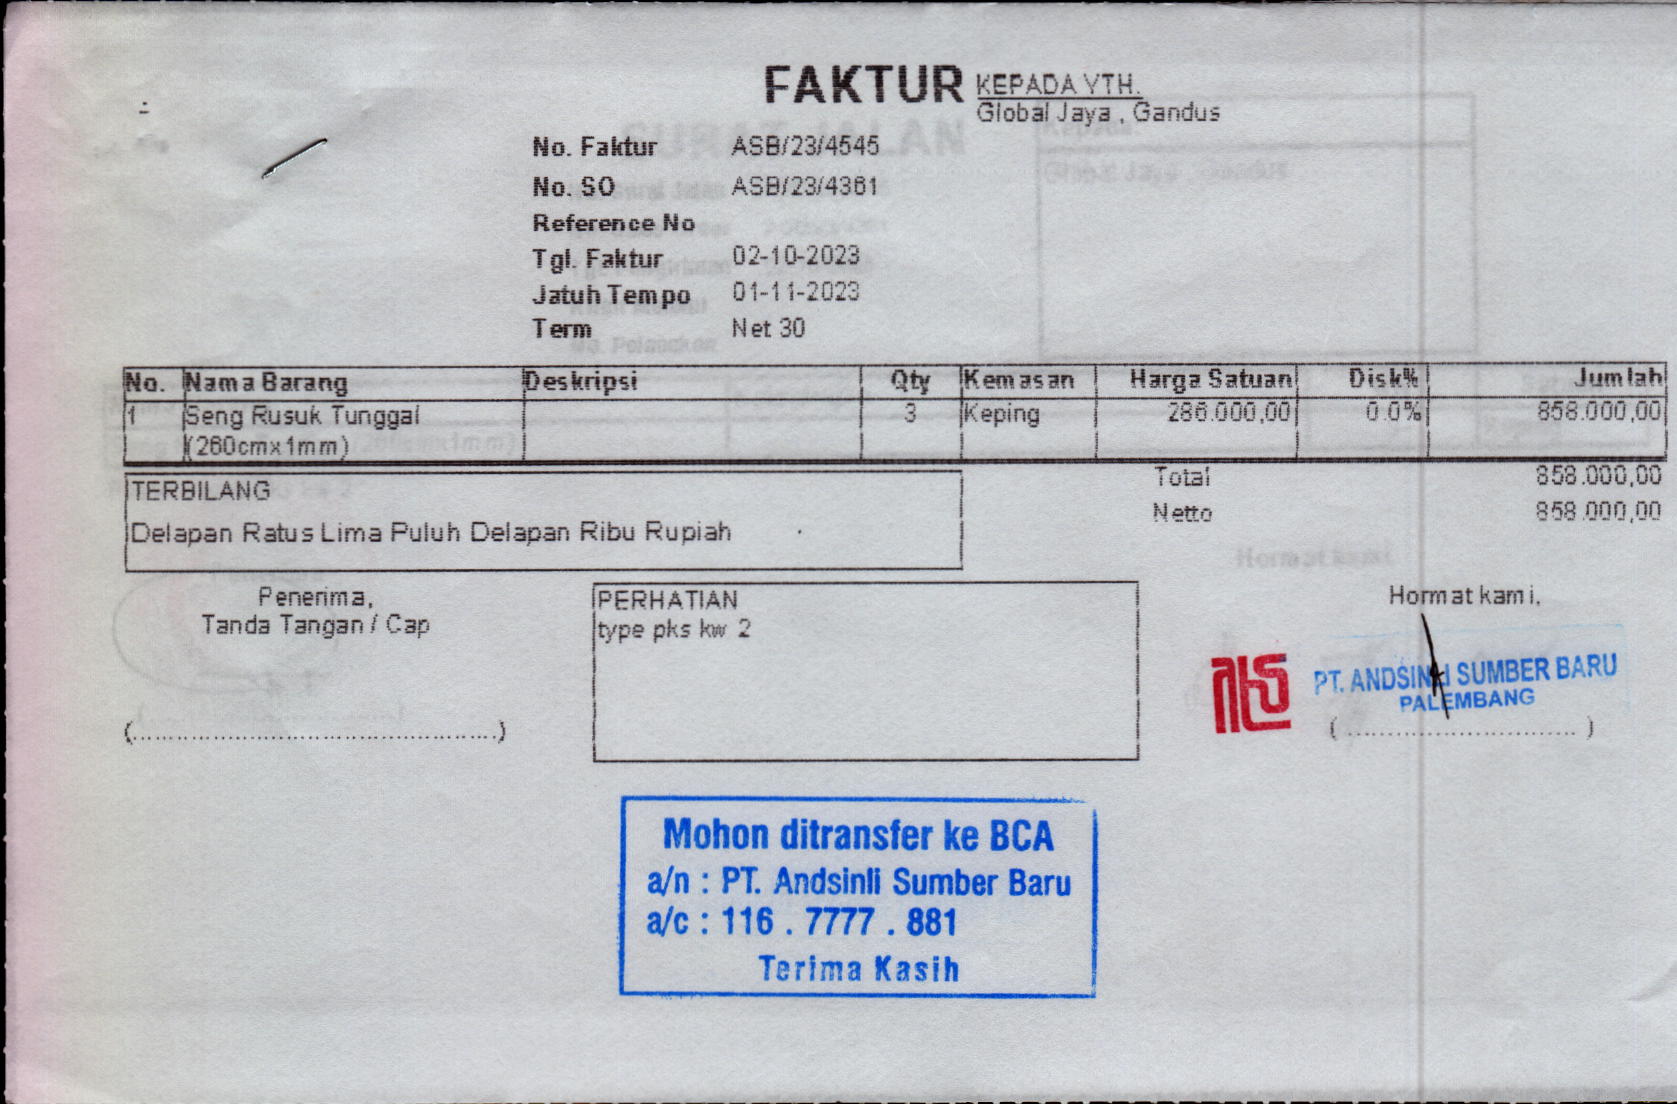 FAKTUR
KEPADA YTH.
Global Jaya , Gandus
No. Faktur ASB/23/4545
No. SO ASB/23/4361
Reference No
Tgl. Faktur 02-10-2023
Jatuh Tempo 01-11-2023
Term Net 30
No. Nama Barang Deskripsi Qty Kemasan Harga Satuan Disk% Jumlah
1 Seng Rusuk Tunggal 3 Keping 286.000,00 0.0% 858.000,00
(260cmx1mm)
Total 858.000,00
Netto 858.000,00
TERBILANG
Delapan Ratus Lima Puluh Delapan Ribu Rupiah
Penerima,
Tanda Tangan / Cap
(..................................................)
PERHATIAN
type pks kw 2
Hormat kami,
PT. ANDSINLI SUMBER BARU
PALEMBANG
( ................................ )
Mohon ditransfer ke BCA
a/n : PT. Andsinli Sumber Baru
a/c : 116 . 7777 . 881
Terima Kasih